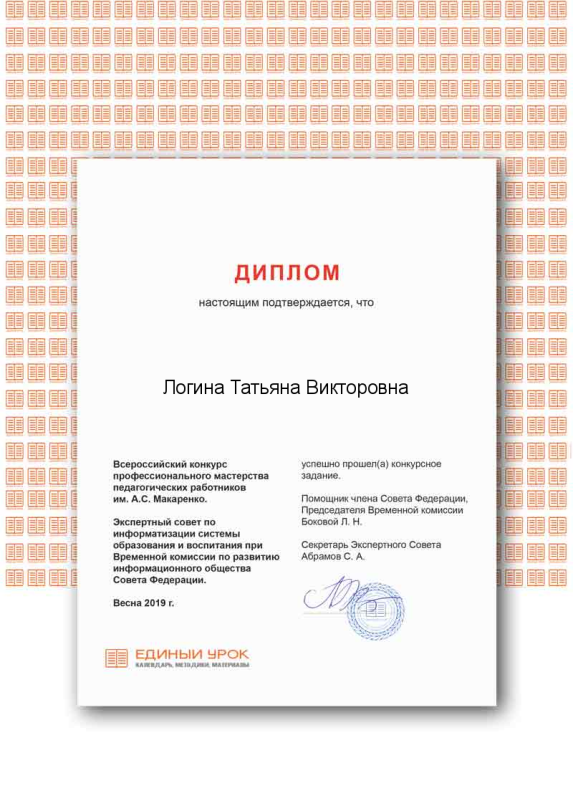 ДИПЛОМ
настоящим подтверждается, что
Логина Татьяна Викторовна
Всероссийский конкурс
профессионального мастерства
педагогических работников
им. А.С. Макаренко.
Экспертный совет по
информатизации системы
образования и воспитания при
Временной комиссии по развитию
информационного общества
Совета Федерации.
Весна 2019 г.
успешно прошел(а) конкурсное
задание.
Помощник члена Совета Федерации,
Председателя Временной комиссии
Боковой Л. Н.
Секретарь Экспертного Совета
Абрамов С. А.
ЕДИНЫЙ УРОК
КАЛЕНДАРЬ, МЕТОДИКИ, МАТЕРИАЛЫ